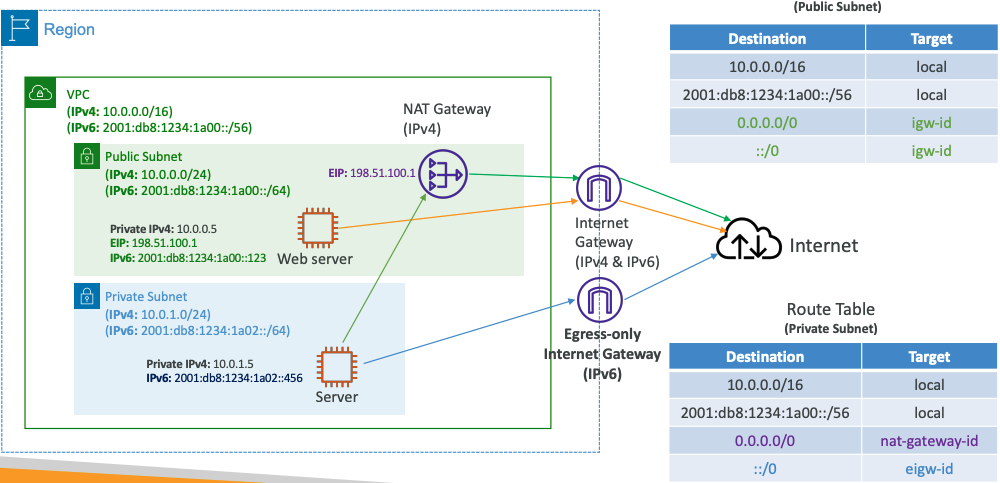 Region
VPC
(IPv4: 10.0.0.0/16)
(IPv6: 2001:db8:1234:1a00::/56)
NAT Gateway
(IPv4)
Public Subnet
(IPv4: 10.0.0.0/24)
(IPv6: 2001:db8:1234:1a00::/64)
EIP: 198.51.100.1
Private IPv4: 10.0.0.5
EIP: 198.51.100.1
IPv6: 2001:db8:1234:1a00::123
Web server
Internet
Gateway
(IPv4 & IPv6)
Internet
Private Subnet
(IPv4: 10.0.1.0/24)
(IPv6: 2001:db8:1234:1a02::/64)
Private IPv4: 10.0.1.5
IPv6: 2001:db8:1234:1a02::456
Server
Egress-only
Internet Gateway
(IPv6)
(Public Subnet)
Destination Target
10.0.0.0/16 local
2001:db8:1234:1a00::/56 local
0.0.0.0/0 igw-id
::/0 igw-id
Route Table
(Private Subnet)
Destination Target
10.0.0.0/16 local
2001:db8:1234:1a00::/56 local
0.0.0.0/0 nat-gateway-id
::/0 eigw-id